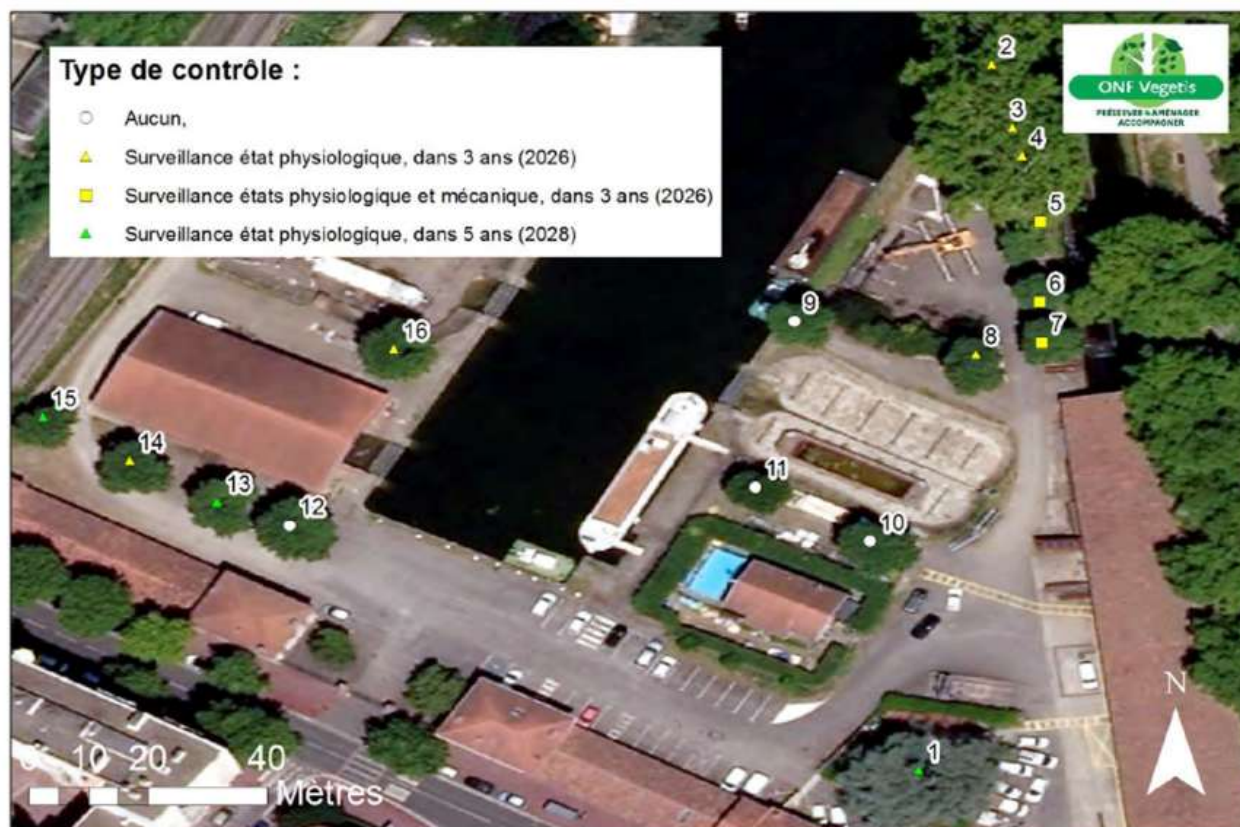 Type de contrôle :
Aucun,
Surveillance état physiologique, dans 3 ans (2026)
Surveillance états physiologique et mécanique, dans 3 ans (2026)
Surveillance état physiologique, dans 5 ans (2028)
ONF Vegetis
PRÉSERVER AMÉNAGER
ACCOMPAGNER
2
3
4
5
6
7
8
9
16
15
14
13
12
11
10
1
N
0 10 20 40
Mètres